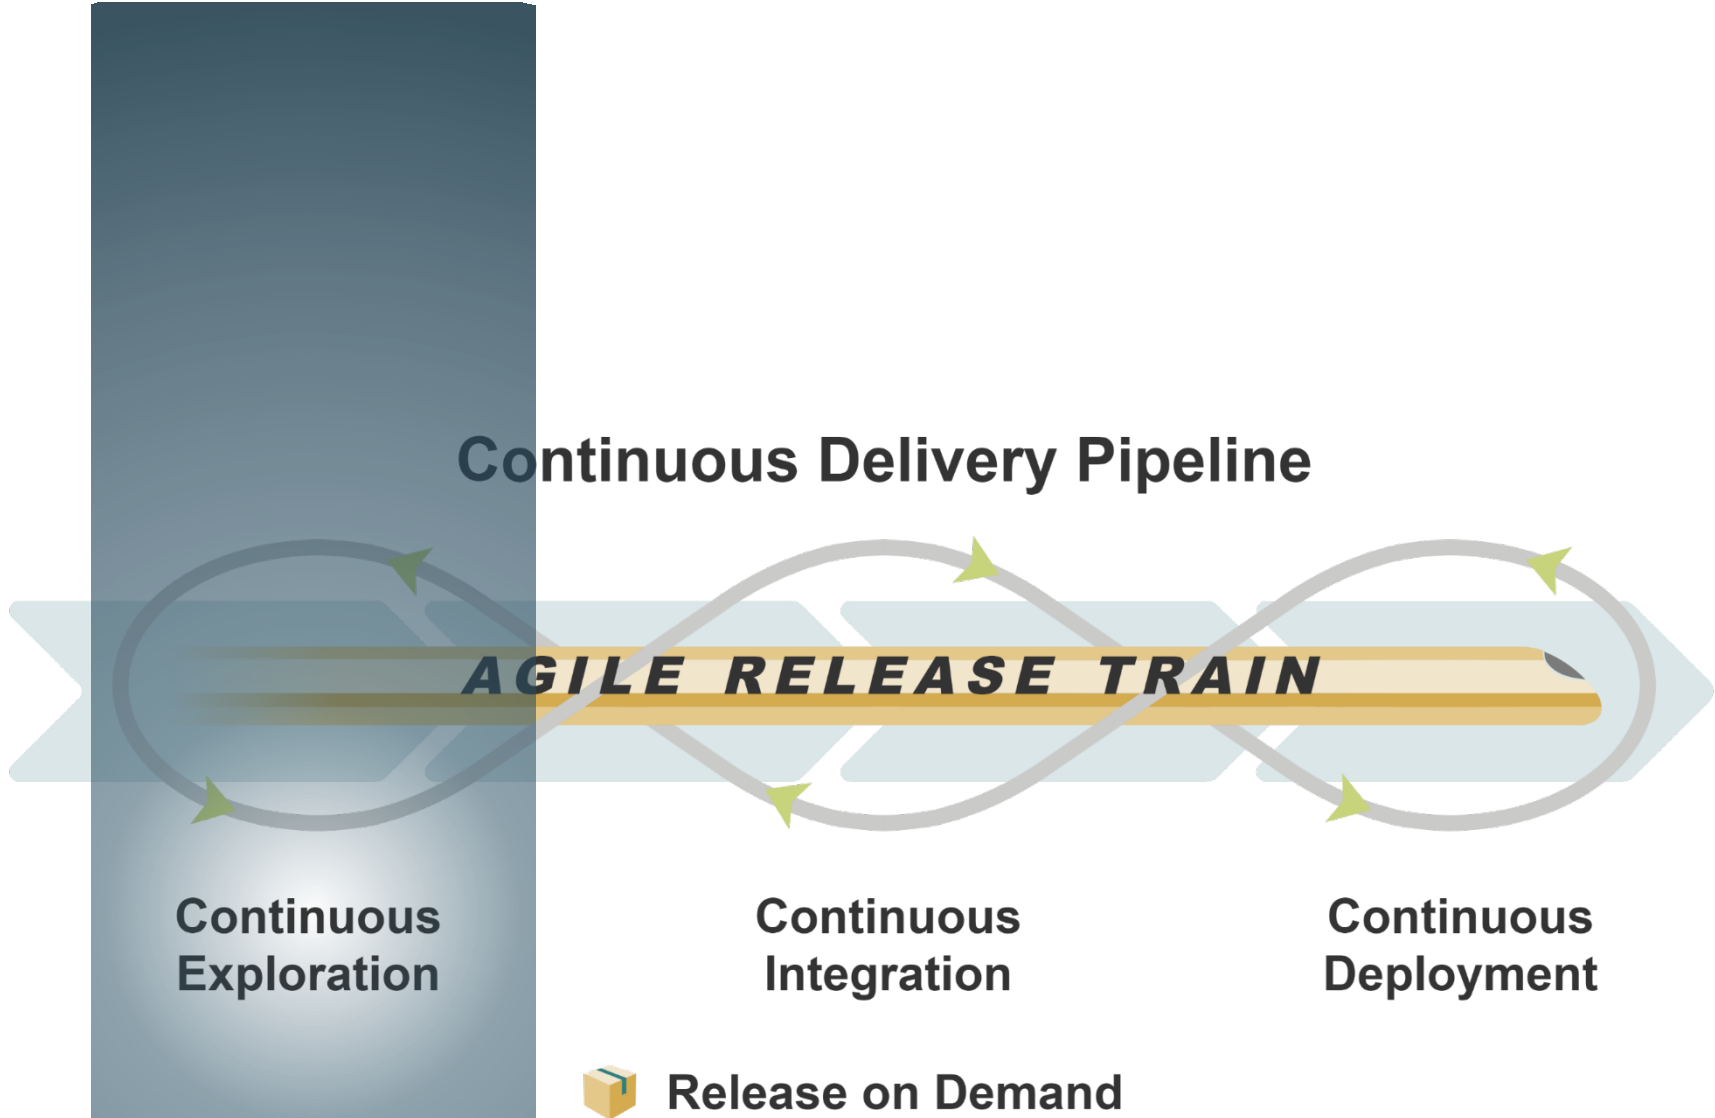 Continuous Delivery Pipeline
AGILE RELEASE TRAIN
Continuous
Exploration
Continuous
Integration
Continuous
Deployment
Release on Demand